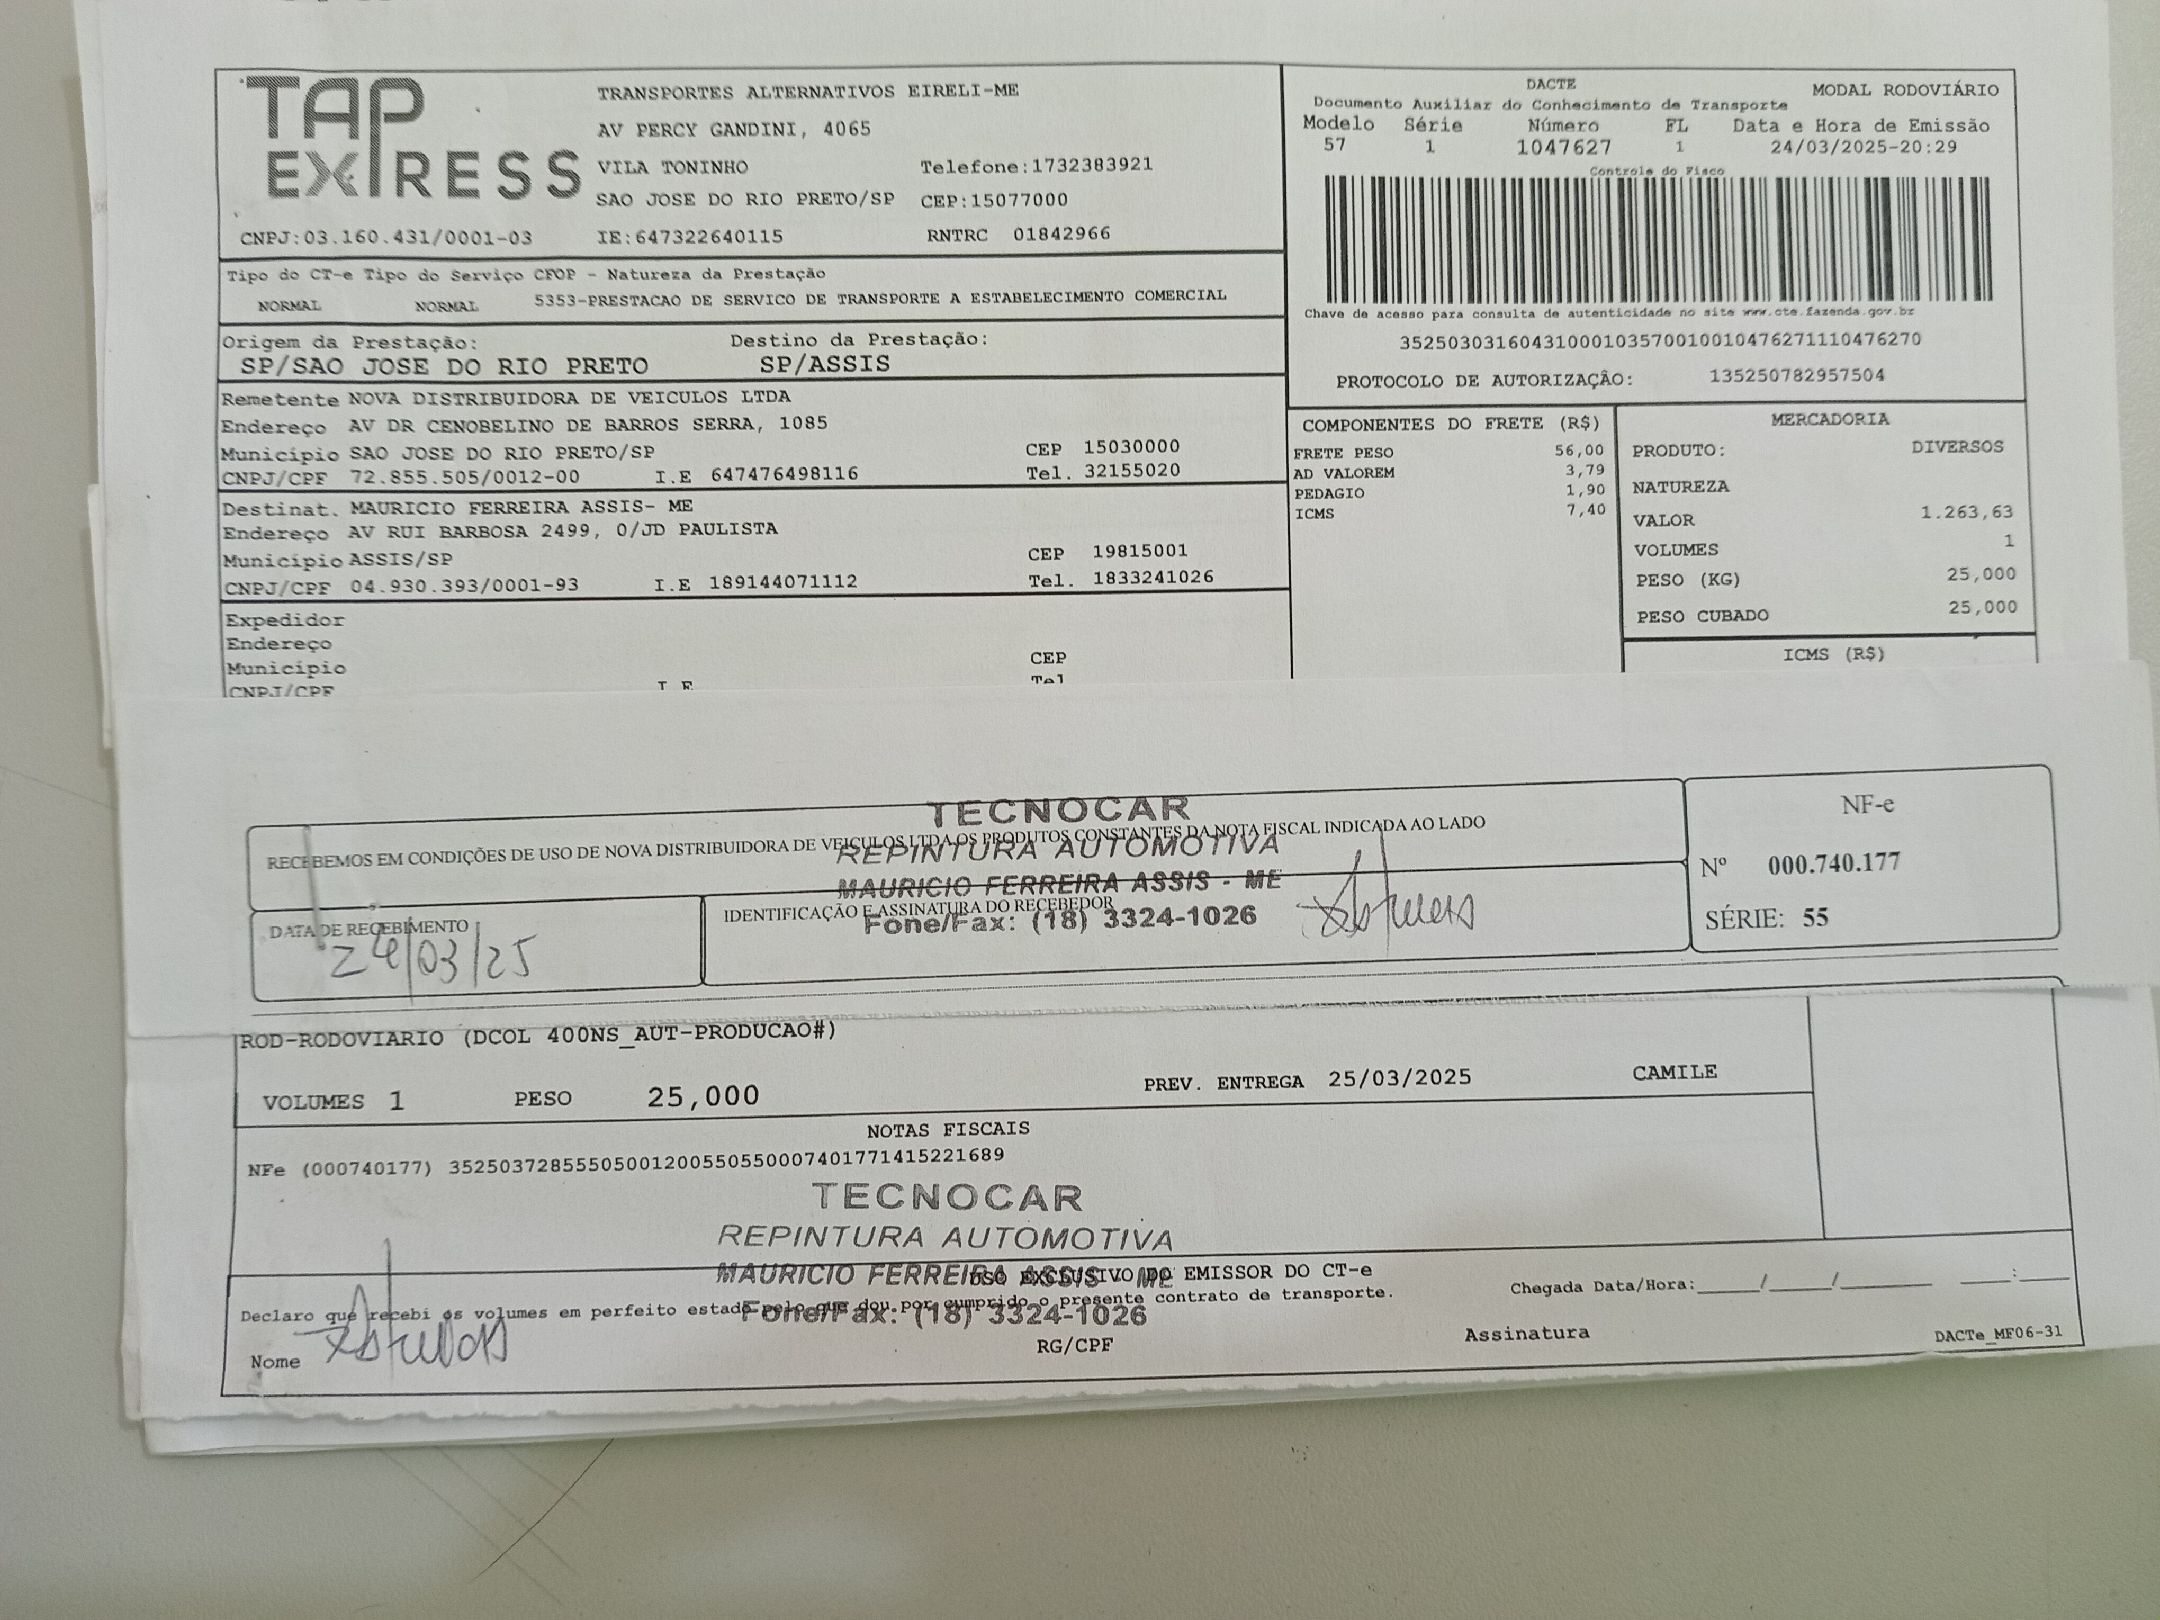 TAP EXPRESS
TRANSPORTES ALTERNATIVOS EIRELI-ME
AV PERCY GANDINI, 4065
VILA TONINHO Telefone:1732383921
SAO JOSE DO RIO PRETO/SP CEP:15077000
CNPJ:03.160.431/0001-03 IE:647322640115 RNTRC 01842966
DACTE MODAL RODOVIÁRIO
Documento Auxiliar do Conhecimento de Transporte
Modelo Série Número FL Data e Hora de Emissão
57 1 1047627 1 24/03/2025-20:29
Controle do Fisco
Chave de acesso para consulta de autenticidade no site www.cte.fazenda.gov.br
35250303160431000103570010010476271110476270
PROTOCOLO DE AUTORIZAÇÃO: 135250782957504
Tipo do CT-e Tipo do Serviço CFOP - Natureza da Prestação
NORMAL NORMAL 5353-PRESTACAO DE SERVICO DE TRANSPORTE A ESTABELECIMENTO COMERCIAL
Origem da Prestação: Destino da Prestação:
SP/SAO JOSE DO RIO PRETO SP/ASSIS
Remetente NOVA DISTRIBUIDORA DE VEICULOS LTDA
Endereço AV DR CENOBELINO DE BARROS SERRA, 1085
Município SAO JOSE DO RIO PRETO/SP CEP 15030000
CNPJ/CPF 72.855.505/0012-00 I.E 647476498116 Tel. 32155020
Destinat. MAURICIO FERREIRA ASSIS- ME
Endereço AV RUI BARBOSA 2499, 0/JD PAULISTA
Município ASSIS/SP CEP 19815001
CNPJ/CPF 04.930.393/0001-93 I.E 189144071112 Tel. 1833241026
Expedidor
Endereço
Município CEP
CNPJ/CPF I E Tel
COMPONENTES DO FRETE (R$)
FRETE PESO 56,00
AD VALOREM 3,79
PEDAGIO 1,90
ICMS 7,40
MERCADORIA
PRODUTO: DIVERSOS
NATUREZA
VALOR 1.263,63
VOLUMES 1
PESO (KG) 25,000
PESO CUBADO 25,000
ICMS (R$)
RECEBEMOS EM CONDIÇÕES DE USO DE NOVA DISTRIBUIDORA DE VEICULOS LTDA OS PRODUTOS CONSTANTES DA NOTA FISCAL INDICADA AO LADO
TECNOCAR
REPINTURA AUTOMOTIVA
MAURICIO FERREIRA ASSIS - ME
Fone/Fax: (18) 3324-1026
DATA DE RECEBIMENTO
24/03/25
IDENTIFICAÇÃO E ASSINATURA DO RECEBEDOR
NF-e
Nº 000.740.177
SÉRIE: 55
ROD-RODOVIARIO (DCOL 400NS_AUT-PRODUCAO#)
VOLUMES 1 PESO 25,000 PREV. ENTREGA 25/03/2025 CAMILE
NOTAS FISCAIS
NFe (000740177) 35250372855505001200550550007401771415221689
TECNOCAR
REPINTURA AUTOMOTIVA
MAURICIO FERREIRA ASSIS - ME
Fone/Fax: (18) 3324-1026
USO EXCLUSIVO DO EMISSOR DO CT-e
Declaro que recebi os volumes em perfeito estado pelo que dou por cumprido o presente contrato de transporte.
Chegada Data/Hora:_____/_____/_______ ___:___
Nome RG/CPF Assinatura DACTe_MF06-31